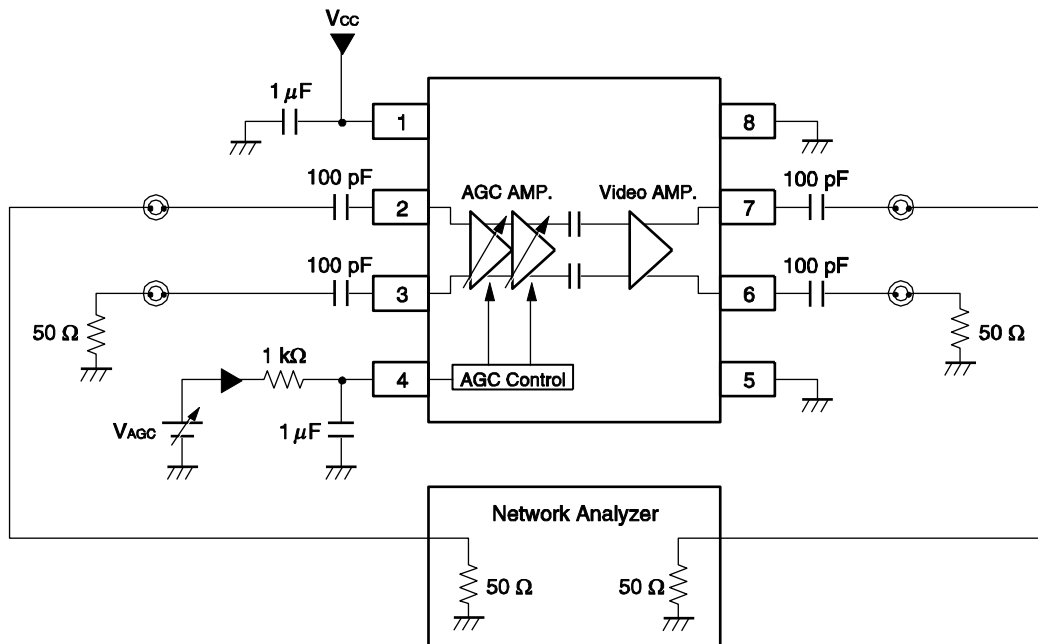 VCC
1 μF
1
8
100 pF
AGC AMP.
Video AMP.
100 pF
2
7
100 pF
100 pF
3
6
50 Ω
50 Ω
1 kΩ
4
AGC Control
5
VAGC
1 μF
Network Analyzer
50 Ω
50 Ω